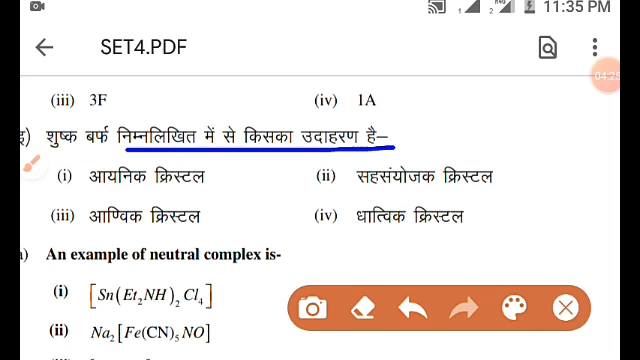 11:35 PM
SET4.PDF
04:25
(iii) 3F (iv) 1A
शुष्क बर्फ निम्नलिखित में से किसका उदाहरण है–
(i) आयनिक क्रिस्टल (ii) सहसंयोजक क्रिस्टल
(iii) आण्विक क्रिस्टल (iv) धात्विक क्रिस्टल
An example of neutral complex is-
(i) [Sn(Et₂NH)₂Cl₄]
(ii) Na₂[Fe(CN)₅NO]